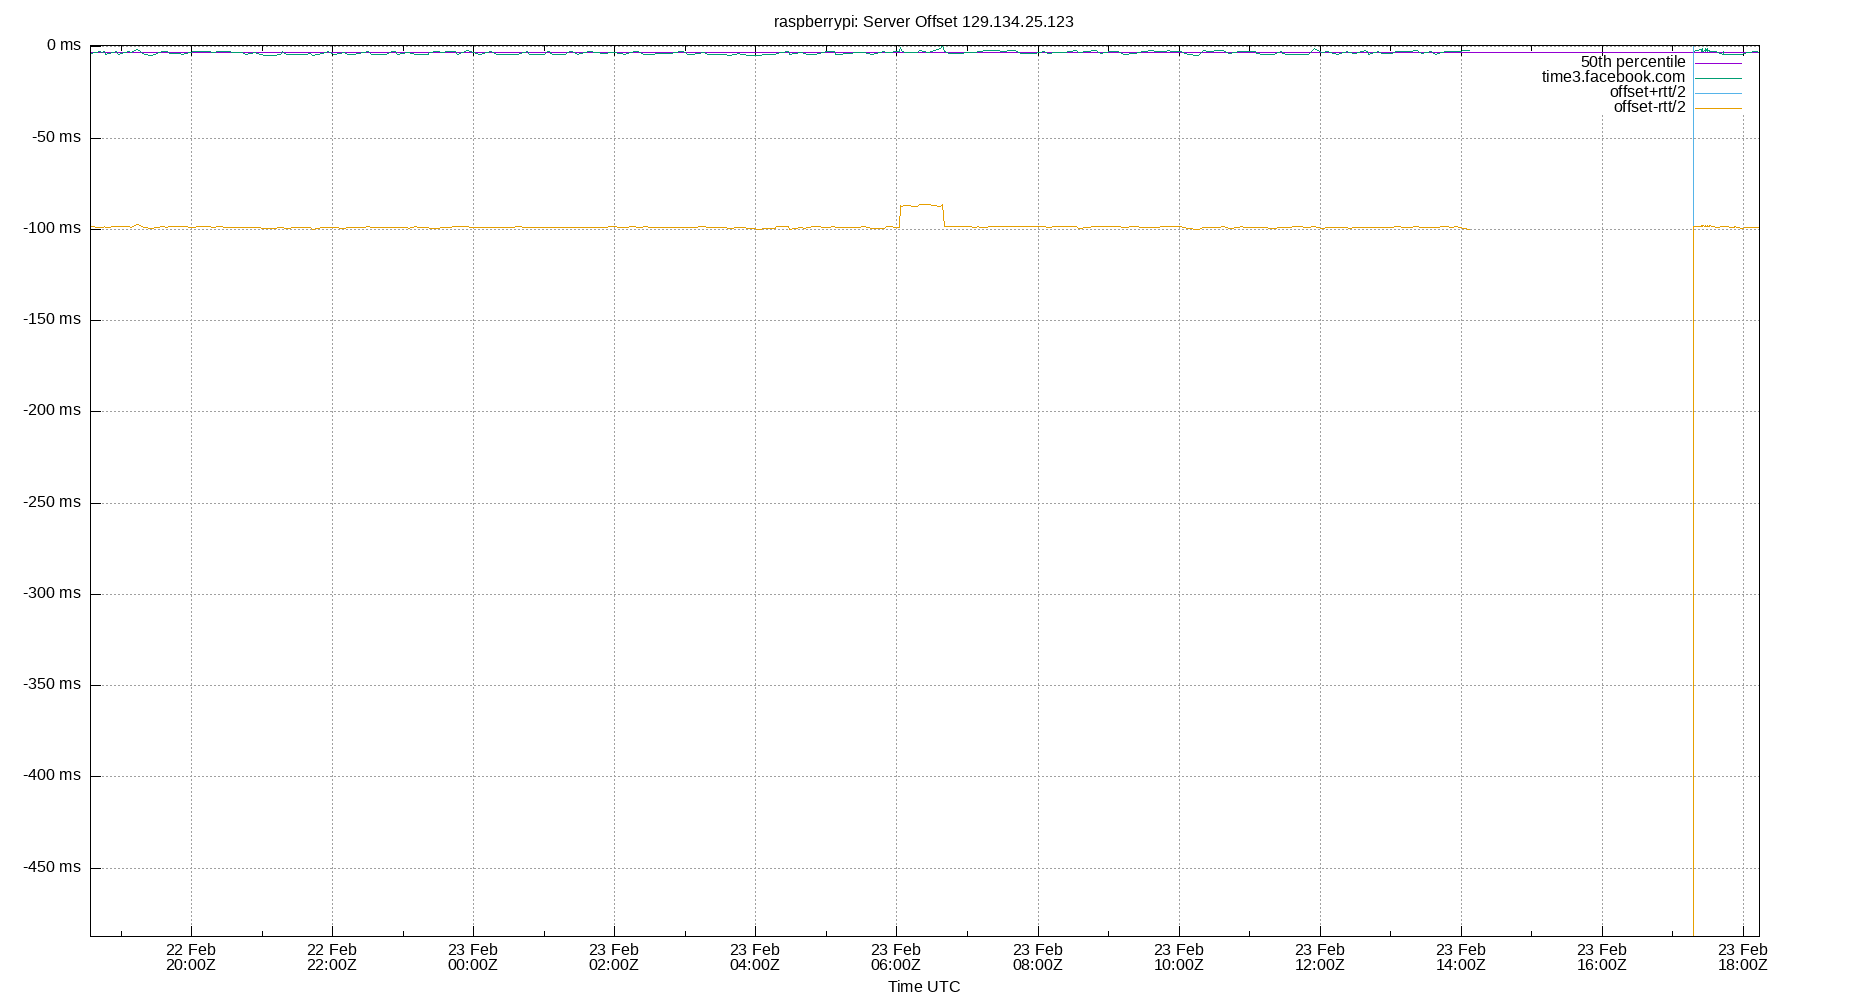 raspberrypi: Server Offset 129.134.25.123
0 ms
50th percentile
time3.facebook.com
offset+rtt/2
offset-rtt/2
-50 ms
-100 ms
-150 ms
-200 ms
-250 ms
-300 ms
-350 ms
-400 ms
-450 ms
22 Feb 22 Feb 23 Feb 23 Feb 23 Feb 23 Feb 23 Feb 23 Feb 23 Feb 23 Feb 23 Feb 23 Feb
20:00Z 22:00Z 00:00Z 02:00Z 04:00Z 06:00Z 08:00Z 10:00Z 12:00Z 14:00Z 16:00Z 18:00Z
Time UTC